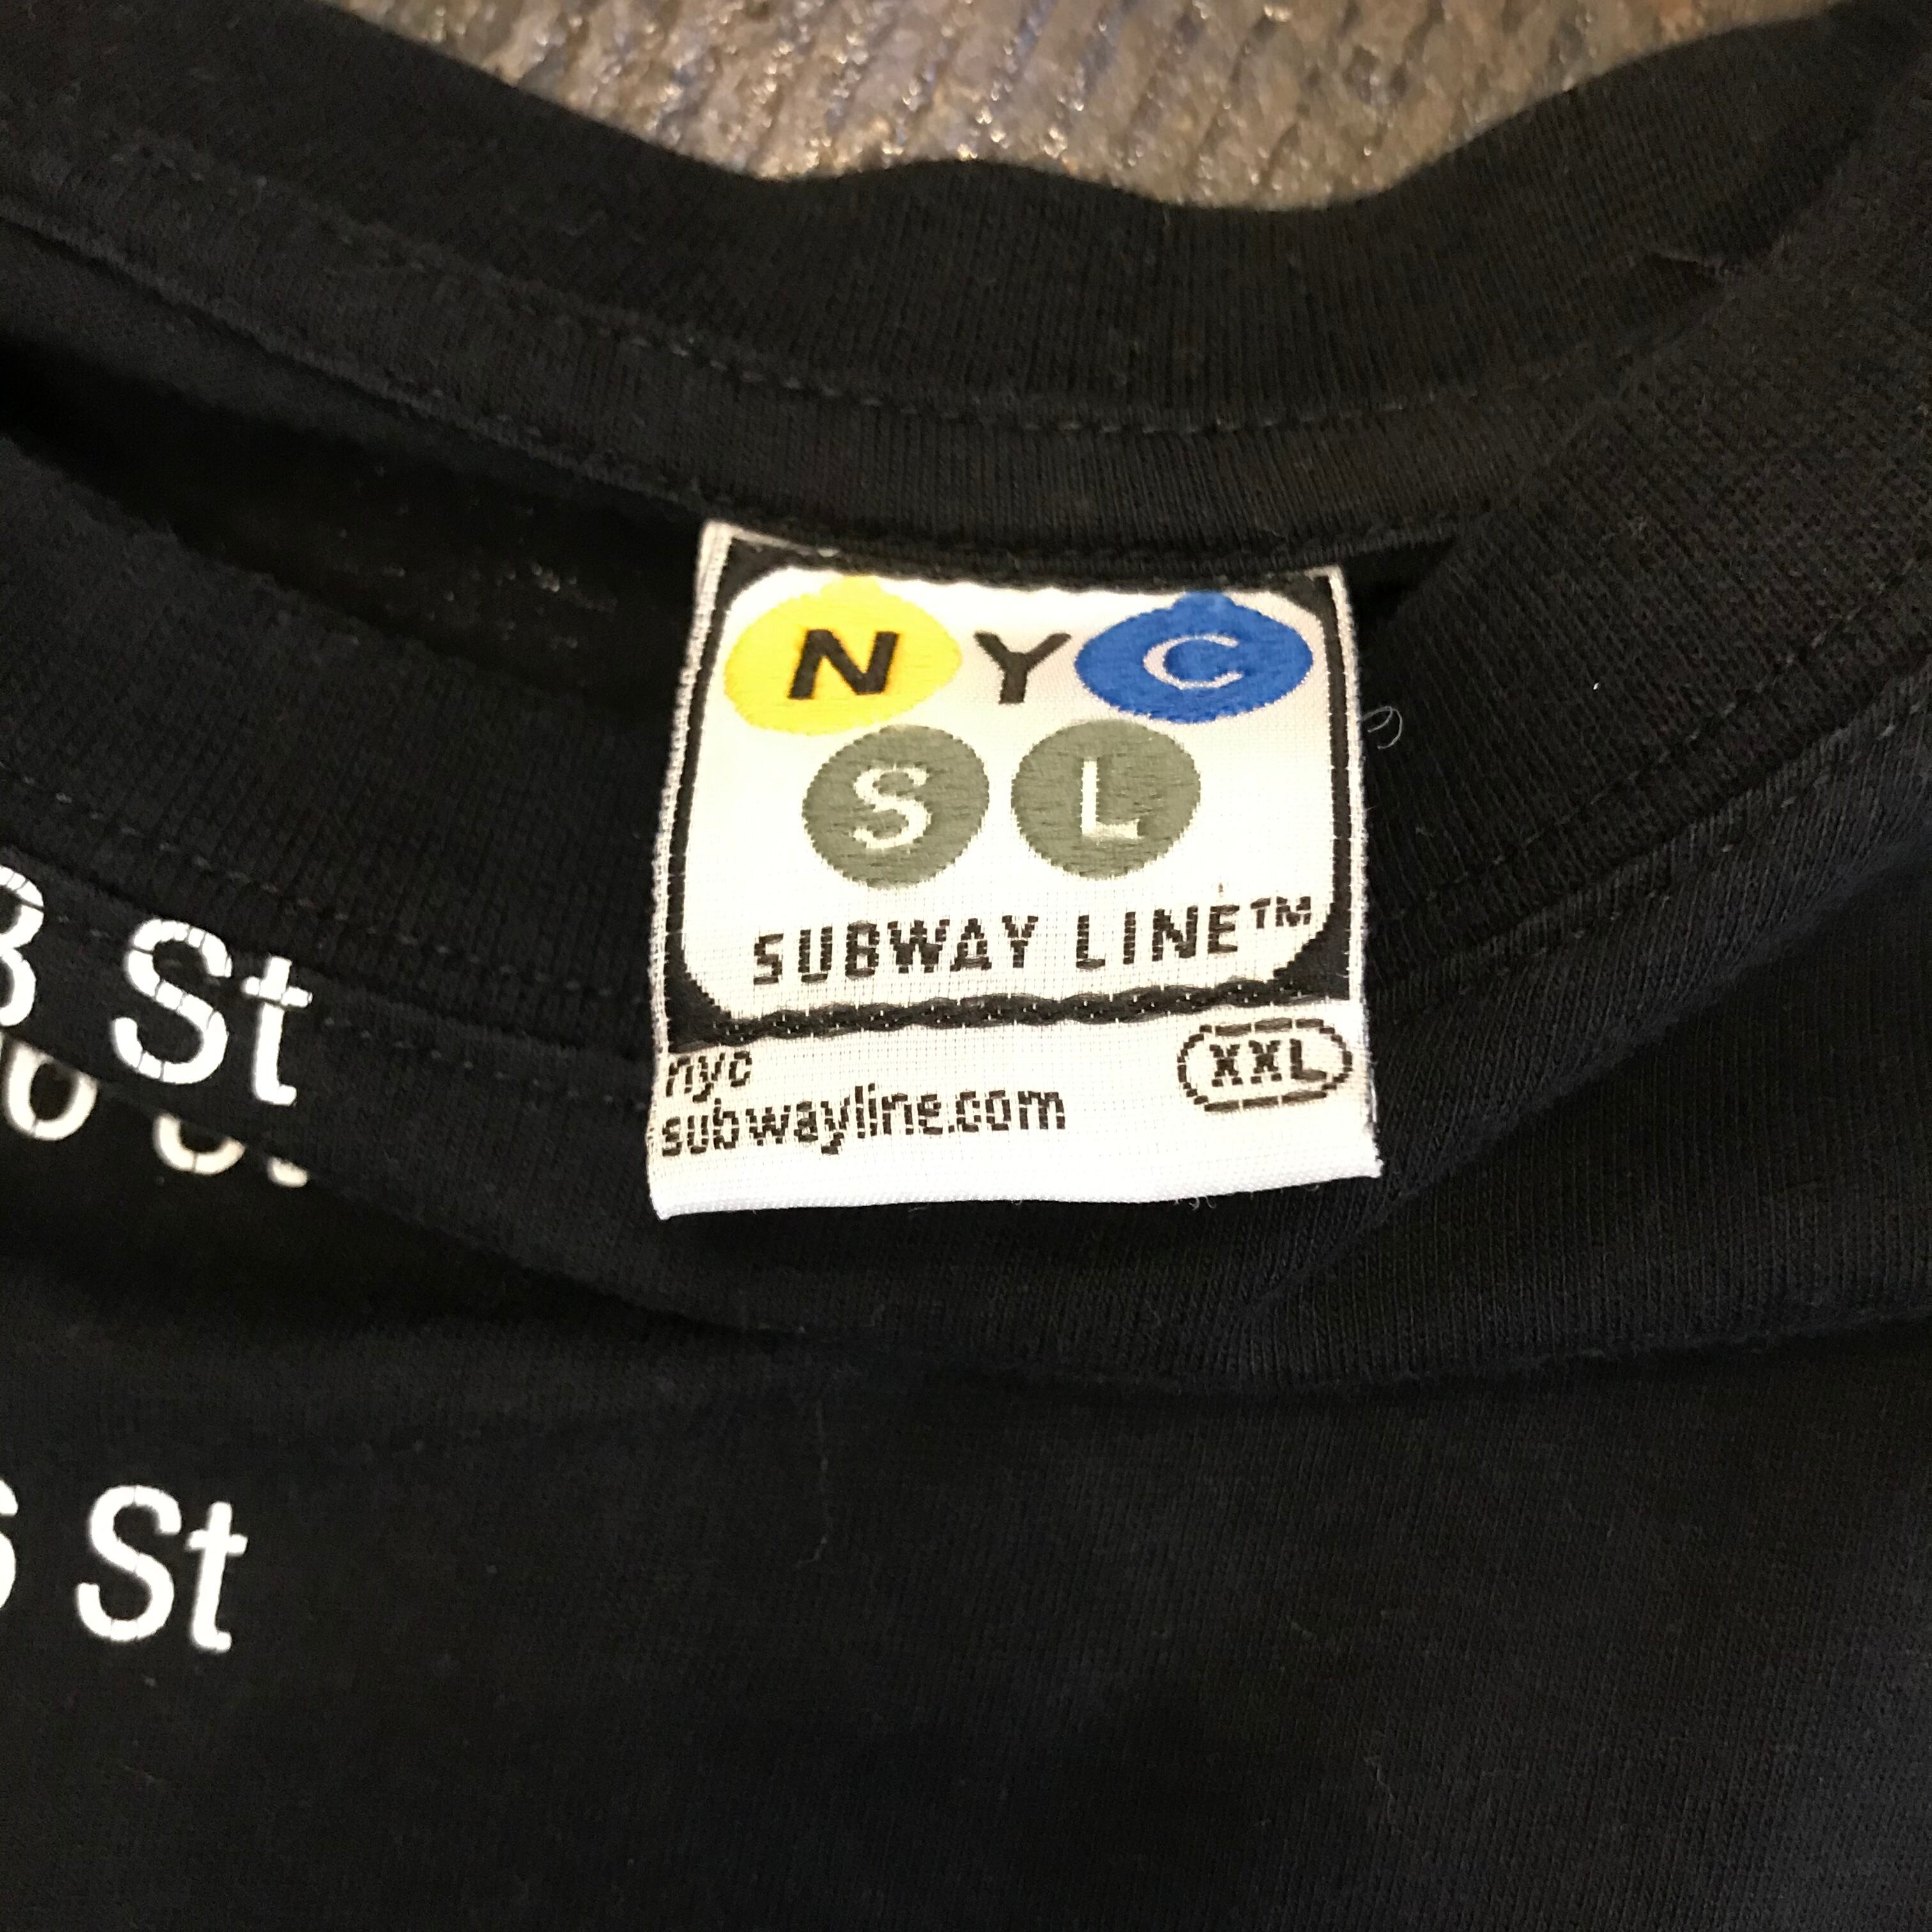 NYC
SL
SUBWAY LINE™
nyc
subwayline.com
XXL
St
St